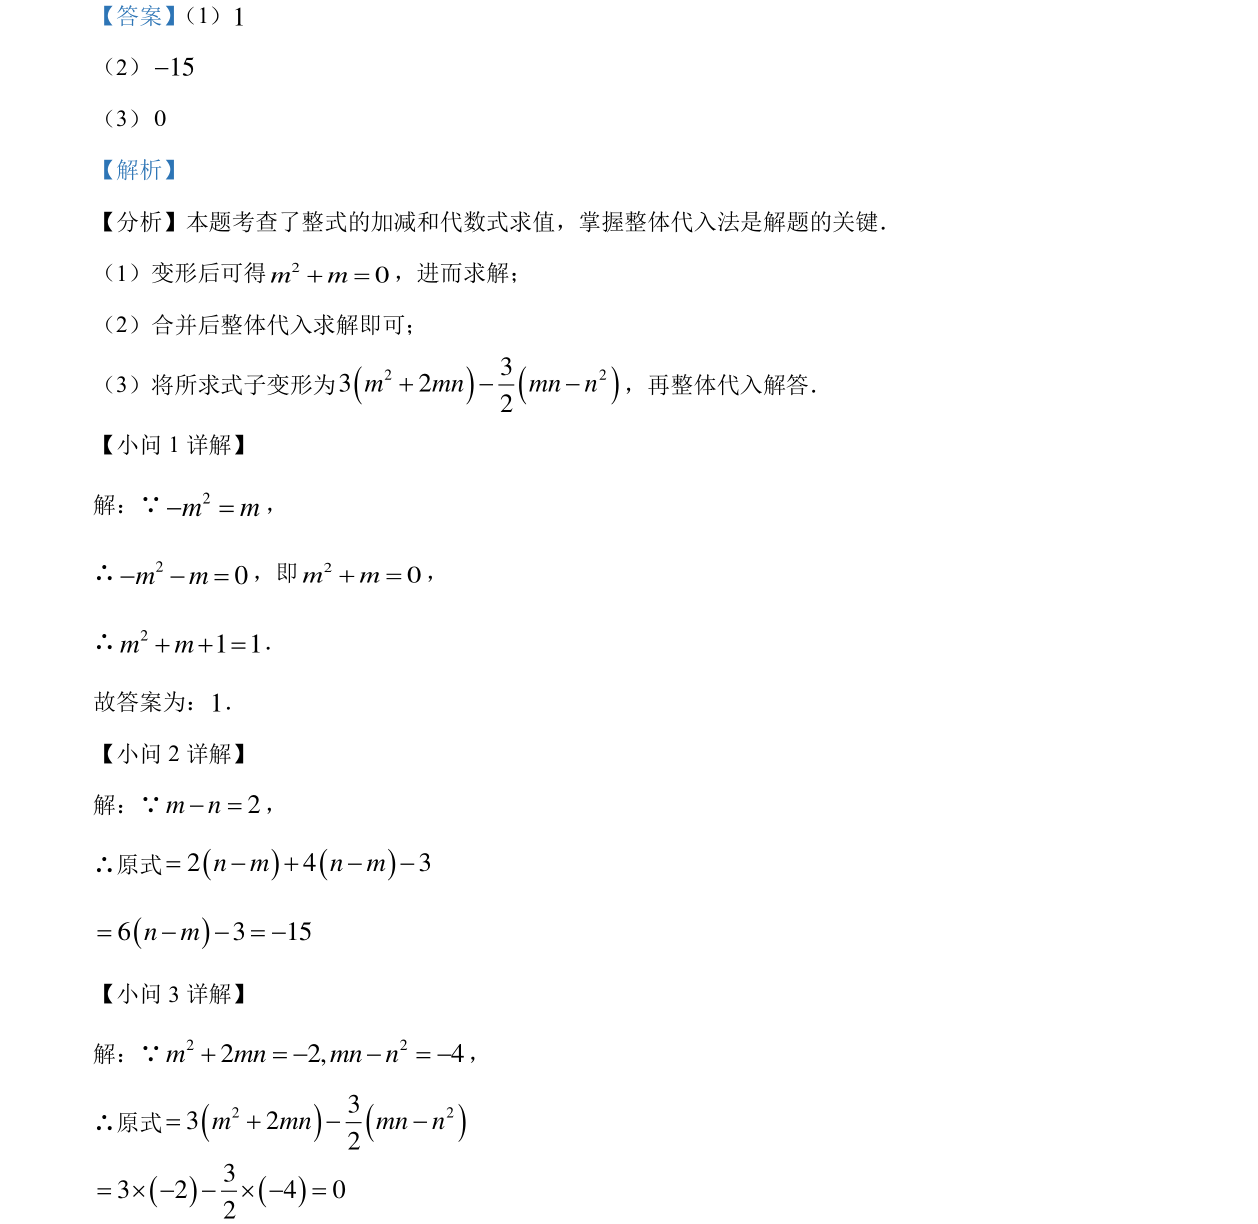 【答案】（1）1
（2）−15
（3）0
【解析】
【分析】本题考查了整式的加减和代数式求值，掌握整体代入法是解题的关键．
（1）变形后可得 m² + m = 0，进而求解；
（2）合并后整体代入求解即可；
（3）将所求式子变形为 3(m² + 2mn) − 3/2(mn − n²)，再整体代入解答．
【小问 1 详解】
解：∵ −m² = m，
∴ −m² − m = 0，即 m² + m = 0，
∴ m² + m + 1 = 1．
故答案为：1．
【小问 2 详解】
解：∵ m − n = 2，
∴原式 = 2(n − m) + 4(n − m) − 3
= 6(n − m) − 3 = −15
【小问 3 详解】
解：∵ m² + 2mn = −2, mn − n² = −4，
∴原式 = 3(m² + 2mn) − 3/2(mn − n²)
= 3×(−2) − 3/2×(−4) = 0